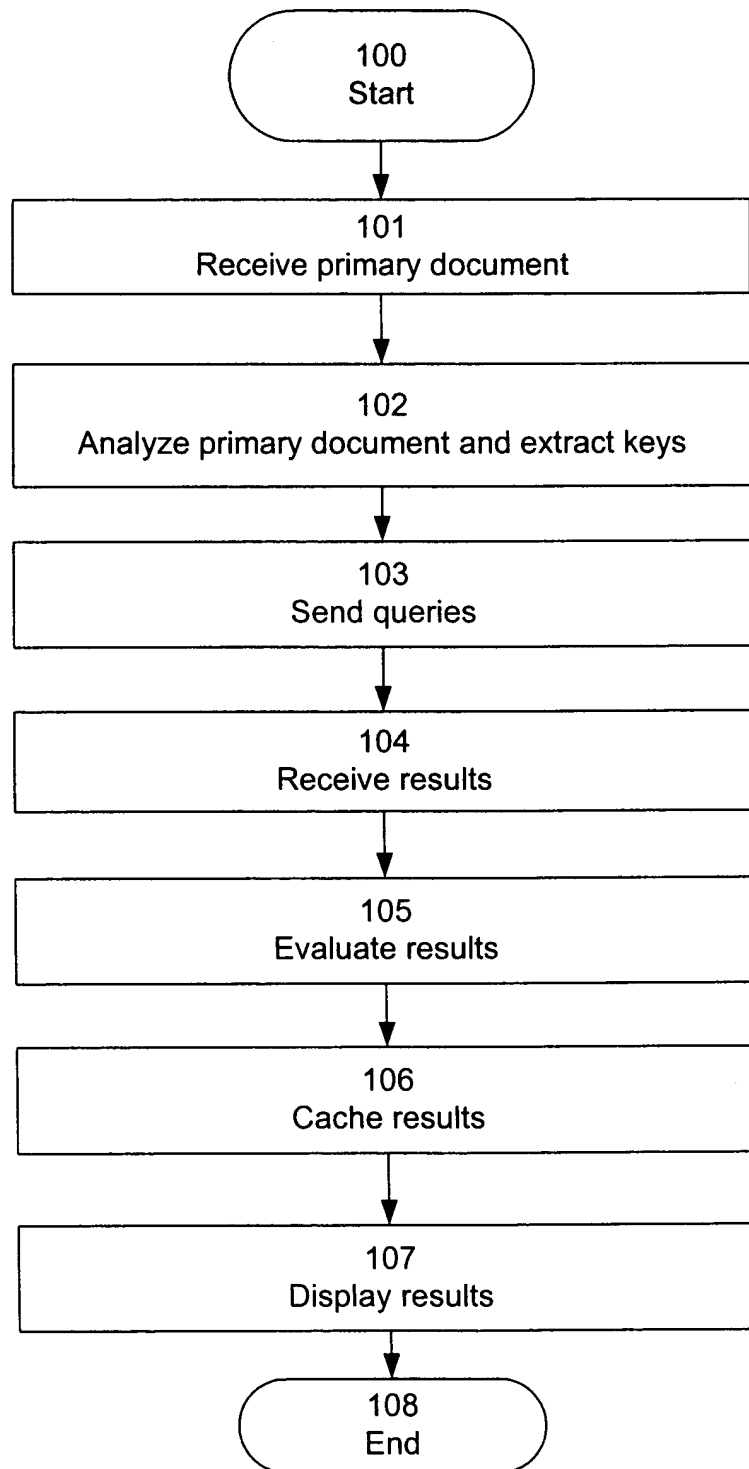 100
Start
101
Receive primary document
102
Analyze primary document and extract keys
103
Send queries
104
Receive results
105
Evaluate results
106
Cache results
107
Display results
108
End